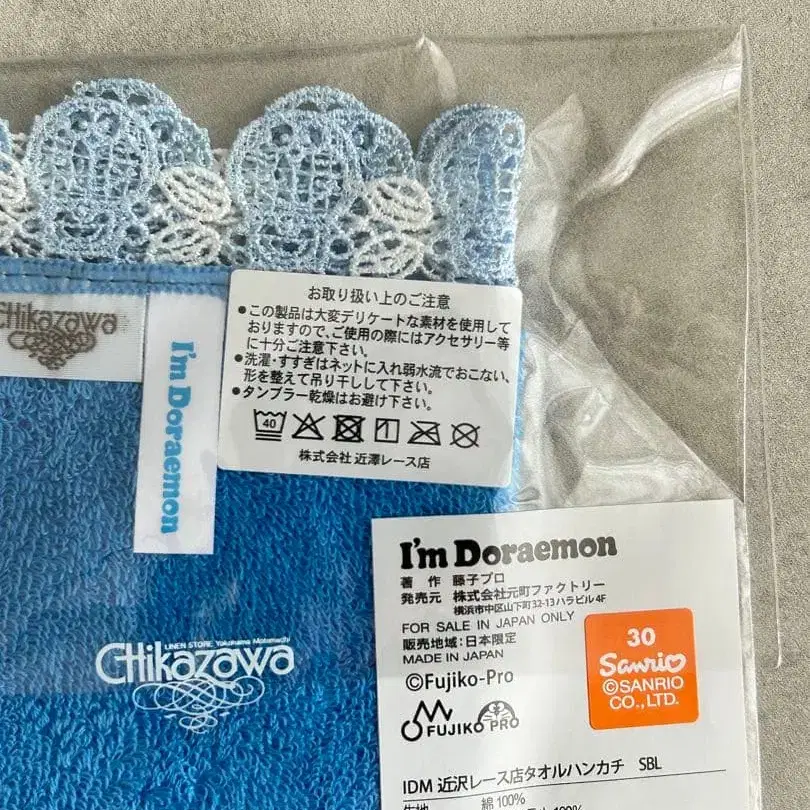 Chikazawa
I'm Doraemon
お取り扱い上のご注意
●この製品は大変デリケートな素材を使用して
おりますので、ご使用の際にはアクセサリー等
に十分ご注意下さい。
●洗濯・すすぎはネットに入れ弱水流でおこない、
形を整えて吊り干しして下さい。
●タンブラー乾燥はお避け下さい。
40
株式会社 近澤レース店
LINEN STORE Yokohama Motomachi
Chikazawa
I'm Doraemon
著 作 藤子プロ
発売元 株式会社元町ファクトリー
横浜市中区山下町32-13ハラビル4F
FOR SALE IN JAPAN ONLY
販売地域:日本限定
MADE IN JAPAN
©Fujiko-Pro
FUJIKO PRO
30
Sanrio
©SANRIO
CO.,LTD.
IDM 近沢レース店タオルハンカチ SBL
綿 100%